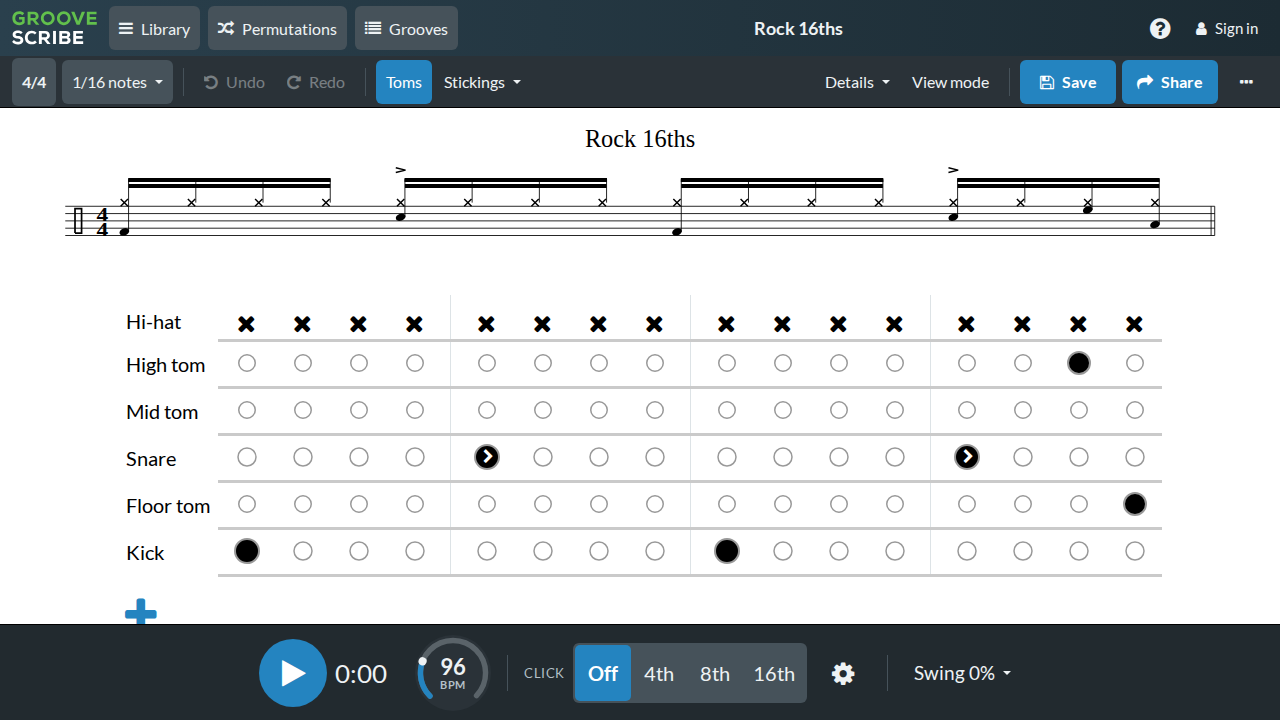 GROOVE
SCRIBE
Library
Permutations
Grooves
Rock 16ths
Sign in
4/4
1/16 notes
Undo
Redo
Toms
Stickings
Details
View mode
Save
Share
Rock 16ths
4
4
Hi-hat
High tom
Mid tom
Snare
Floor tom
Kick
0:00
96
BPM
CLICK
Off
4th
8th
16th
Swing 0%